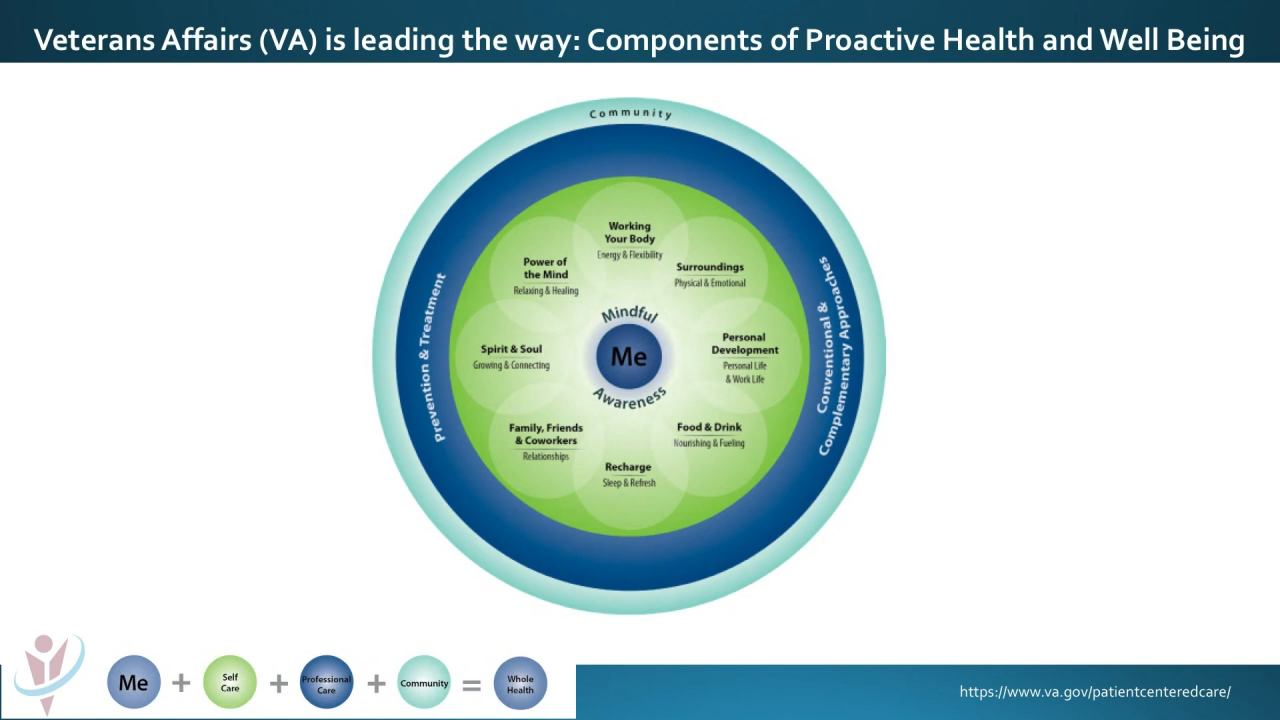 Veterans Affairs (VA) is leading the way: Components of Proactive Health and Well Being
Community
Working
Your Body
Energy & Flexibility
Surroundings
Physical & Emotional
Personal
Development
Personal Life
& Work Life
Food & Drink
Nourishing & Fueling
Recharge
Sleep & Refresh
Family, Friends
& Coworkers
Relationships
Spirit & Soul
Growing & Connecting
Power of
the Mind
Relaxing & Healing
Mindful
Me
Awareness
Prevention & Treatment
Conventional &
Complementary Approaches
Me + Self Care + Professional Care + Community = Whole Health
https://www.va.gov/patientcenteredcare/